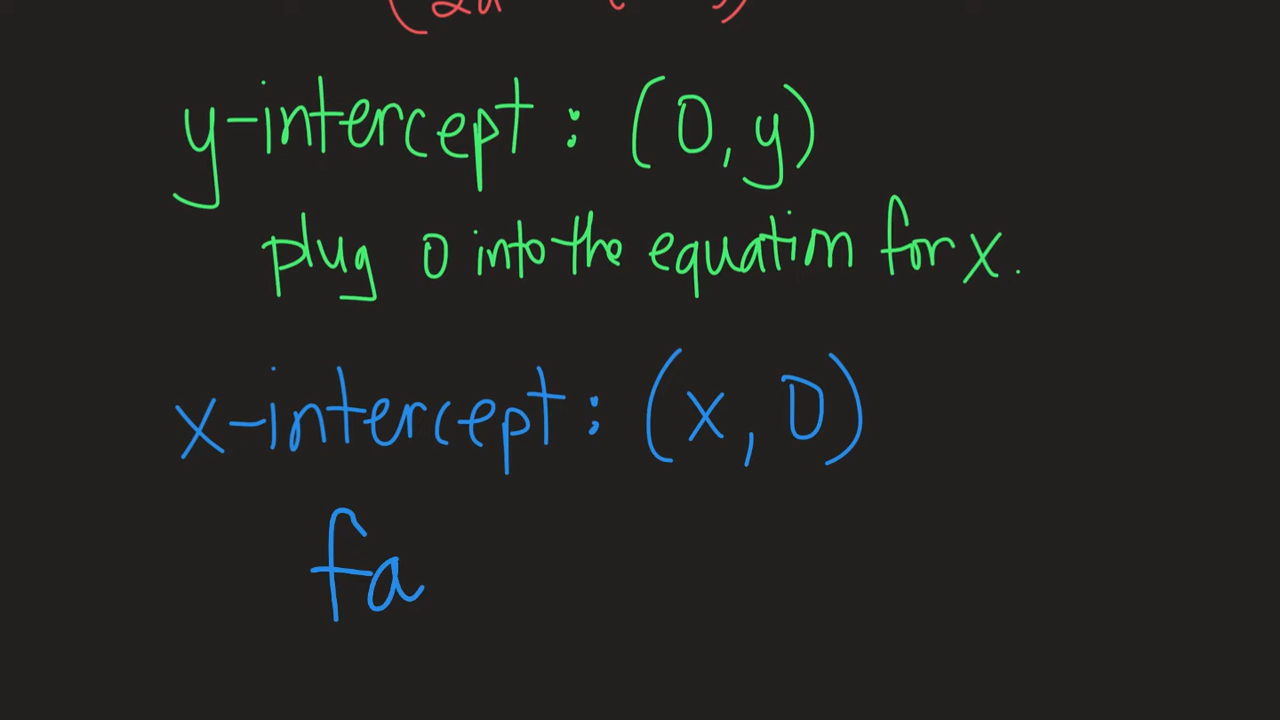 y-intercept : (0, y)
plug 0 into the equation for x.
x-intercept : (x, 0)
fa